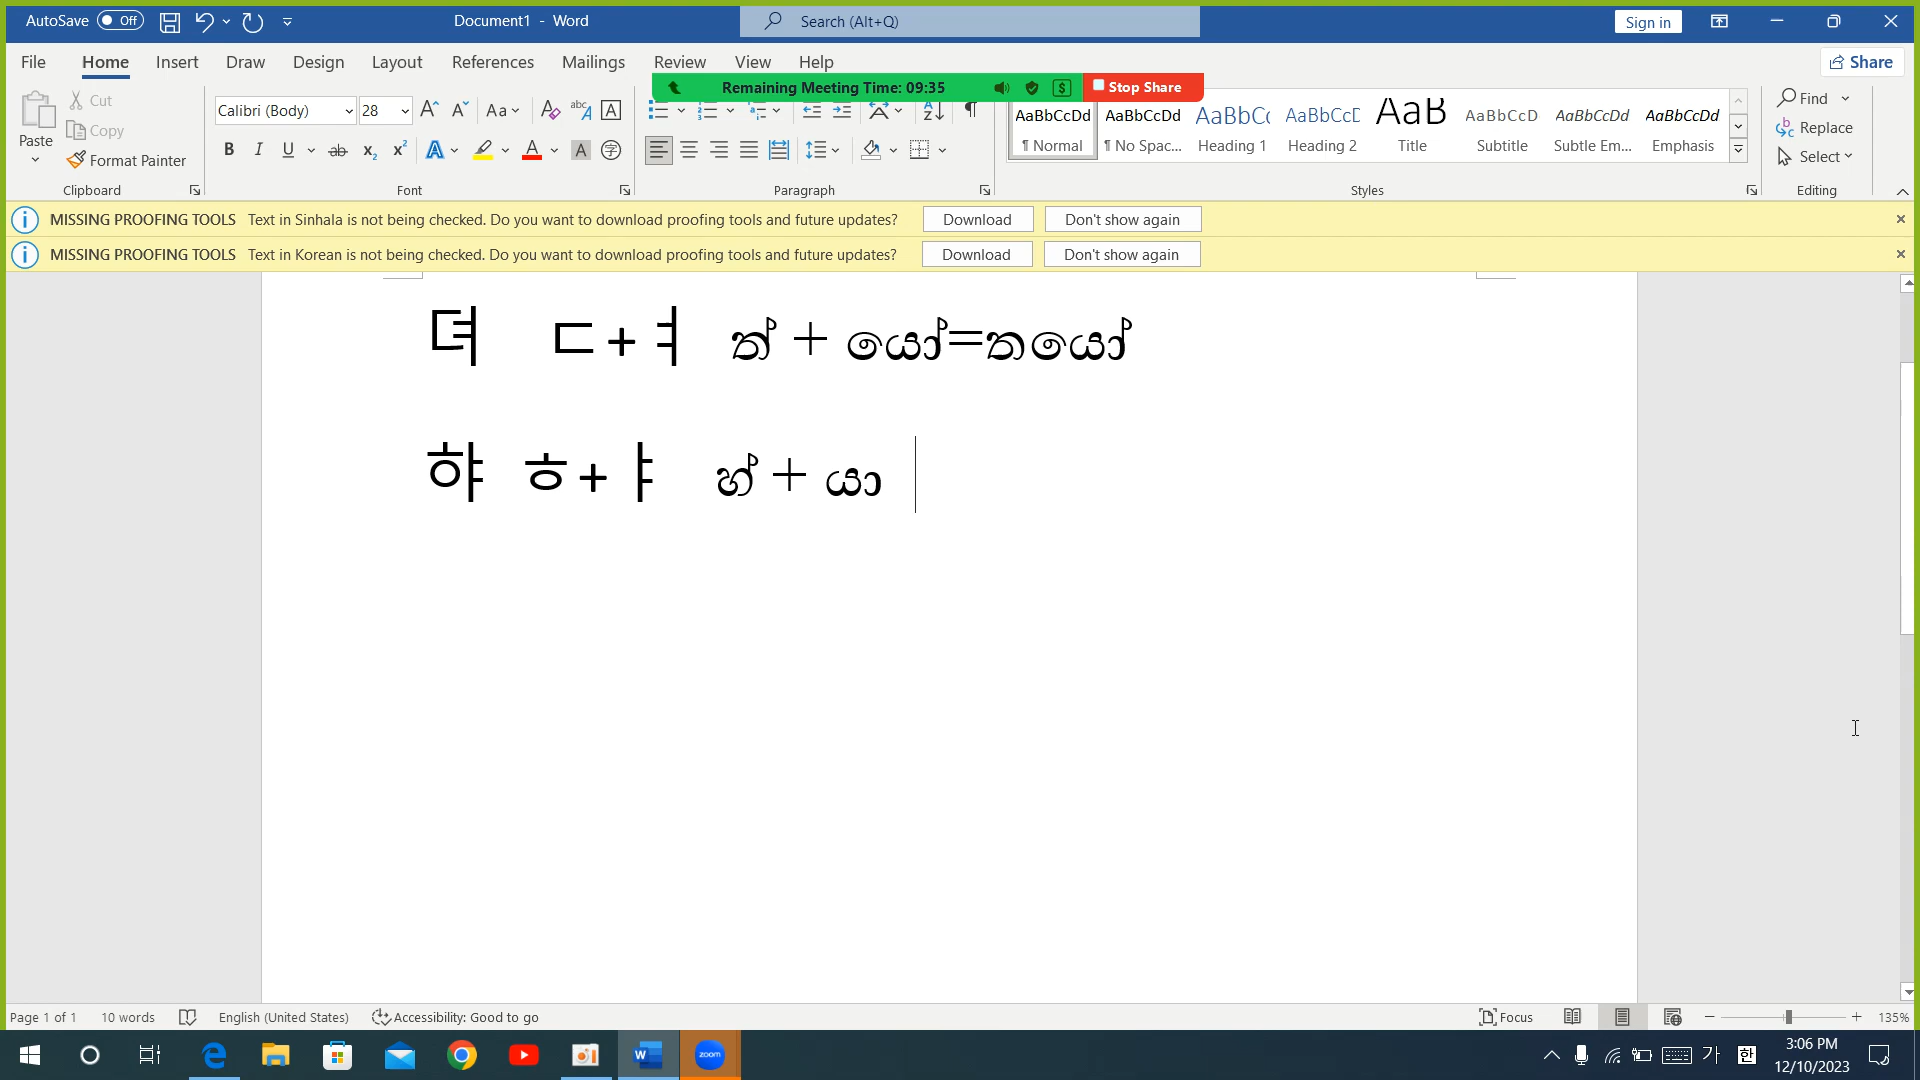 AutoSave Off Document1 - Word Search (Alt+Q) Sign in
File Home Insert Draw Design Layout References Mailings Review View Help Share
Remaining Meeting Time: 09:35 Stop Share
Paste Cut Copy Format Painter Clipboard
Calibri (Body) 28 Font
Paragraph
AaBbCcDd ¶ Normal AaBbCcDd ¶ No Spac... AaBbCc Heading 1 AaBbCcD Heading 2 AaB Title AaBbCcD Subtitle AaBbCcDd Subtle Em... AaBbCcDd Emphasis Styles
Find Replace Select Editing
MISSING PROOFING TOOLS Text in Sinhala is not being checked. Do you want to download proofing tools and future updates? Download Don't show again
MISSING PROOFING TOOLS Text in Korean is not being checked. Do you want to download proofing tools and future updates? Download Don't show again
뎌 ㄷ+ㅕ ත් + යෝ=තයෝ
햐 ㅎ+ㅑ හ් + යා
Page 1 of 1 10 words English (United States) Accessibility: Good to go Focus 135%
zoom 가 한 3:06 PM
12/10/2023